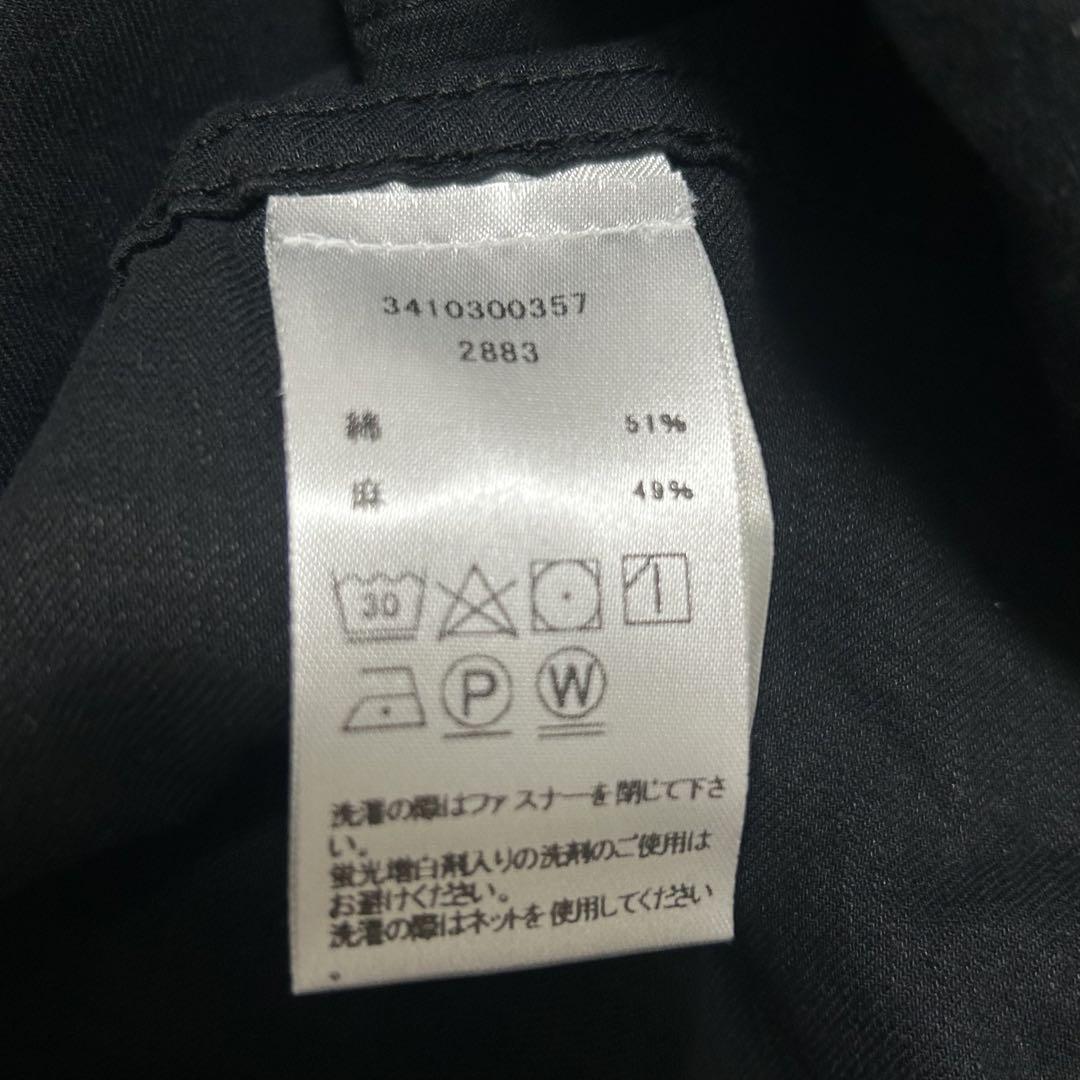 3410300357
2883
綿 51%
麻 49%
30
P W
洗濯の際はファスナーを閉じて下さ
い。
蛍光増白剤入りの洗剤のご使用は
お避けください。
洗濯の際はネットを使用してください
。